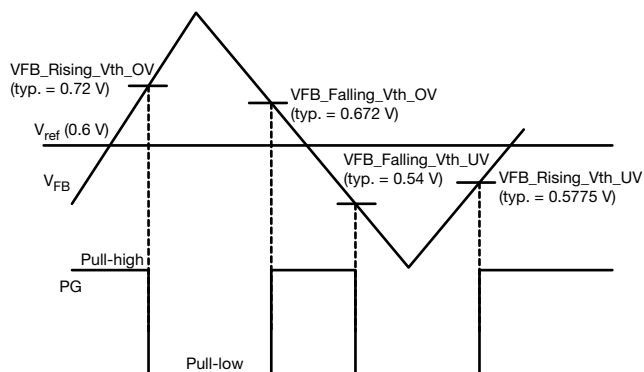 VFB_Rising_Vth_OV
(typ. = 0.72 V)
VFB_Falling_Vth_OV
(typ. = 0.672 V)
Vref (0.6 V)
VFB_Falling_Vth_UV
(typ. = 0.54 V)
VFB_Rising_Vth_UV
(typ. = 0.5775 V)
VFB
Pull-high
PG
Pull-low